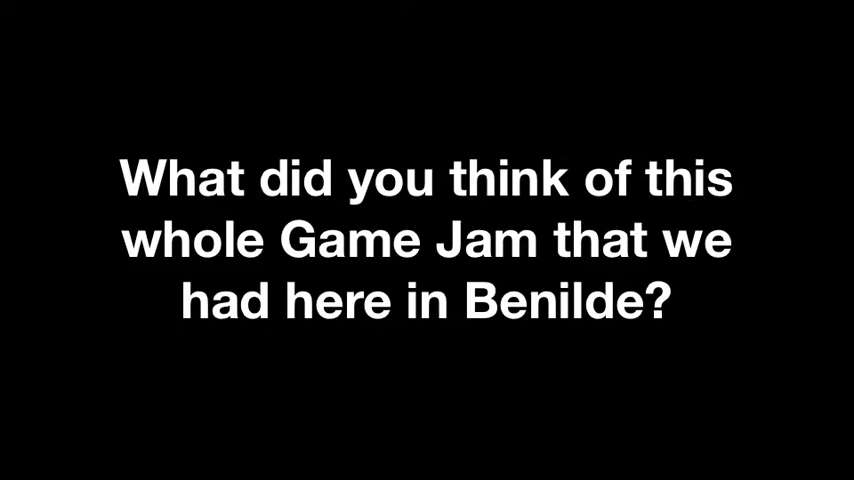 What did you think of this
whole Game Jam that we
had here in Benilde?